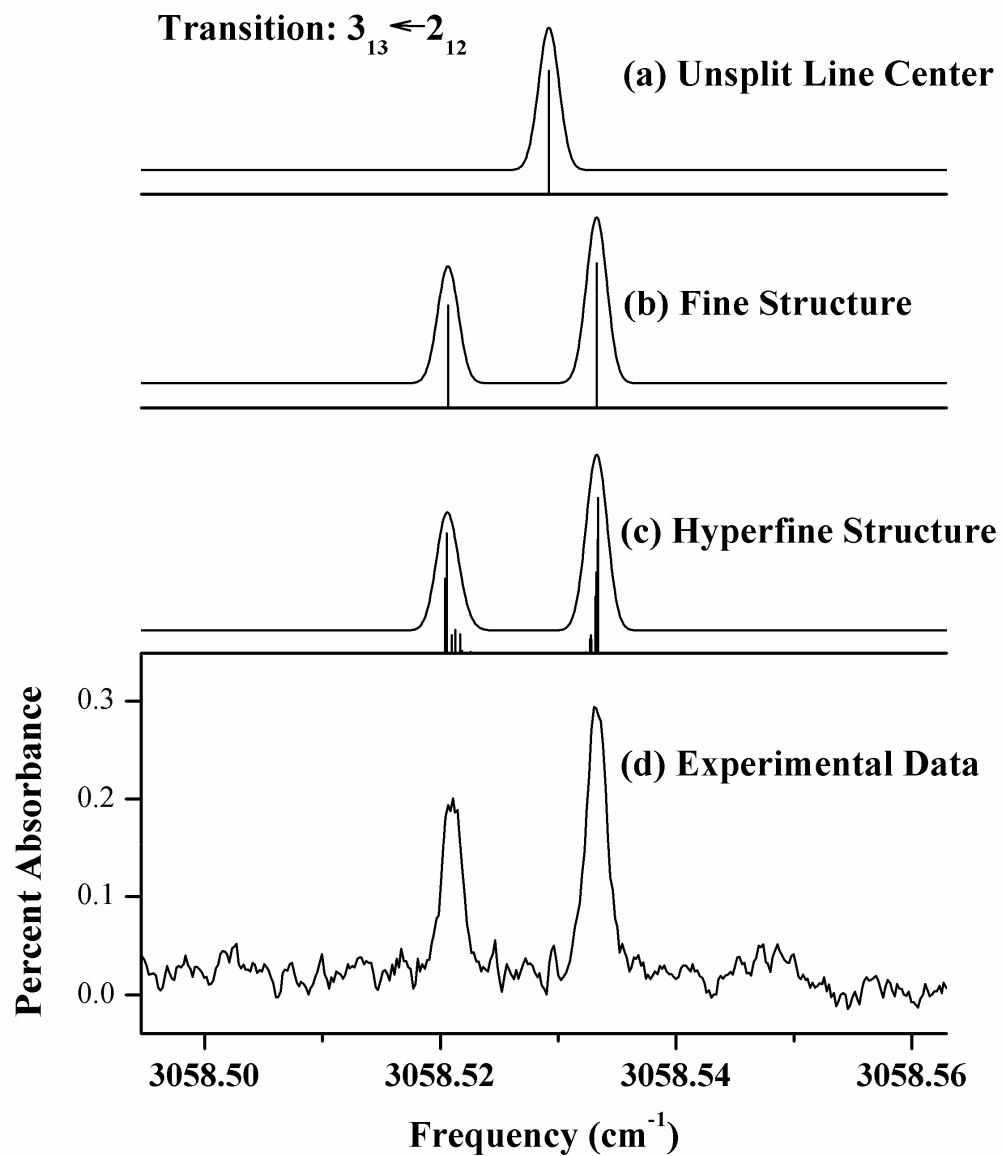 Transition: 3₁₃←2₁₂
(a) Unsplit Line Center
(b) Fine Structure
(c) Hyperfine Structure
(d) Experimental Data
Percent Absorbance
0.3
0.2
0.1
0.0
3058.50 3058.52 3058.54 3058.56
Frequency (cm⁻¹)